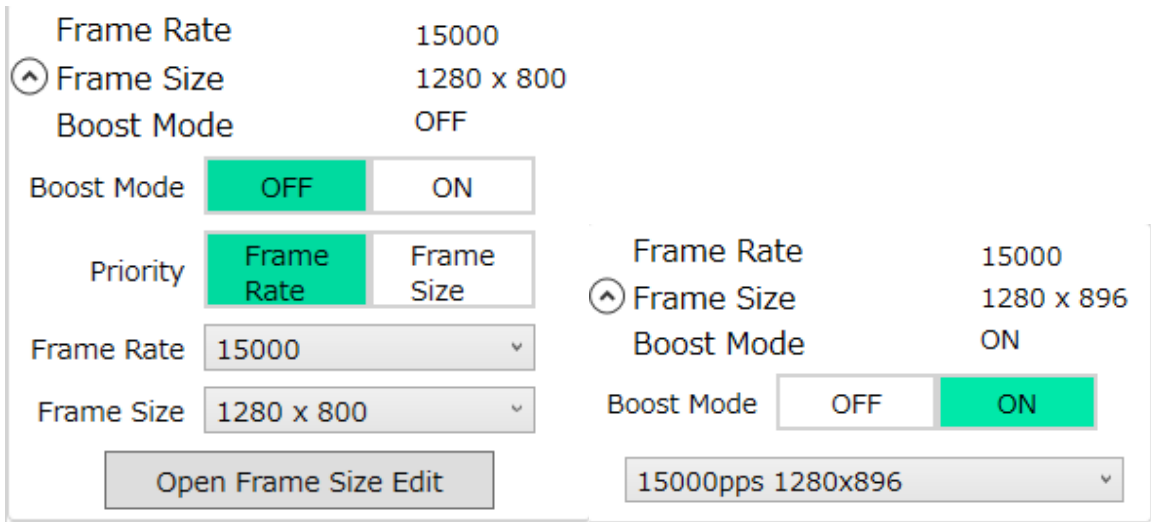 Frame Rate 15000
Frame Size 1280 x 800
Boost Mode OFF
Boost Mode OFF ON
Priority Frame Rate Frame Size
Frame Rate 15000
Frame Size 1280 x 800
Open Frame Size Edit
Frame Rate 15000
Frame Size 1280 x 896
Boost Mode ON
Boost Mode OFF ON
15000pps 1280x896